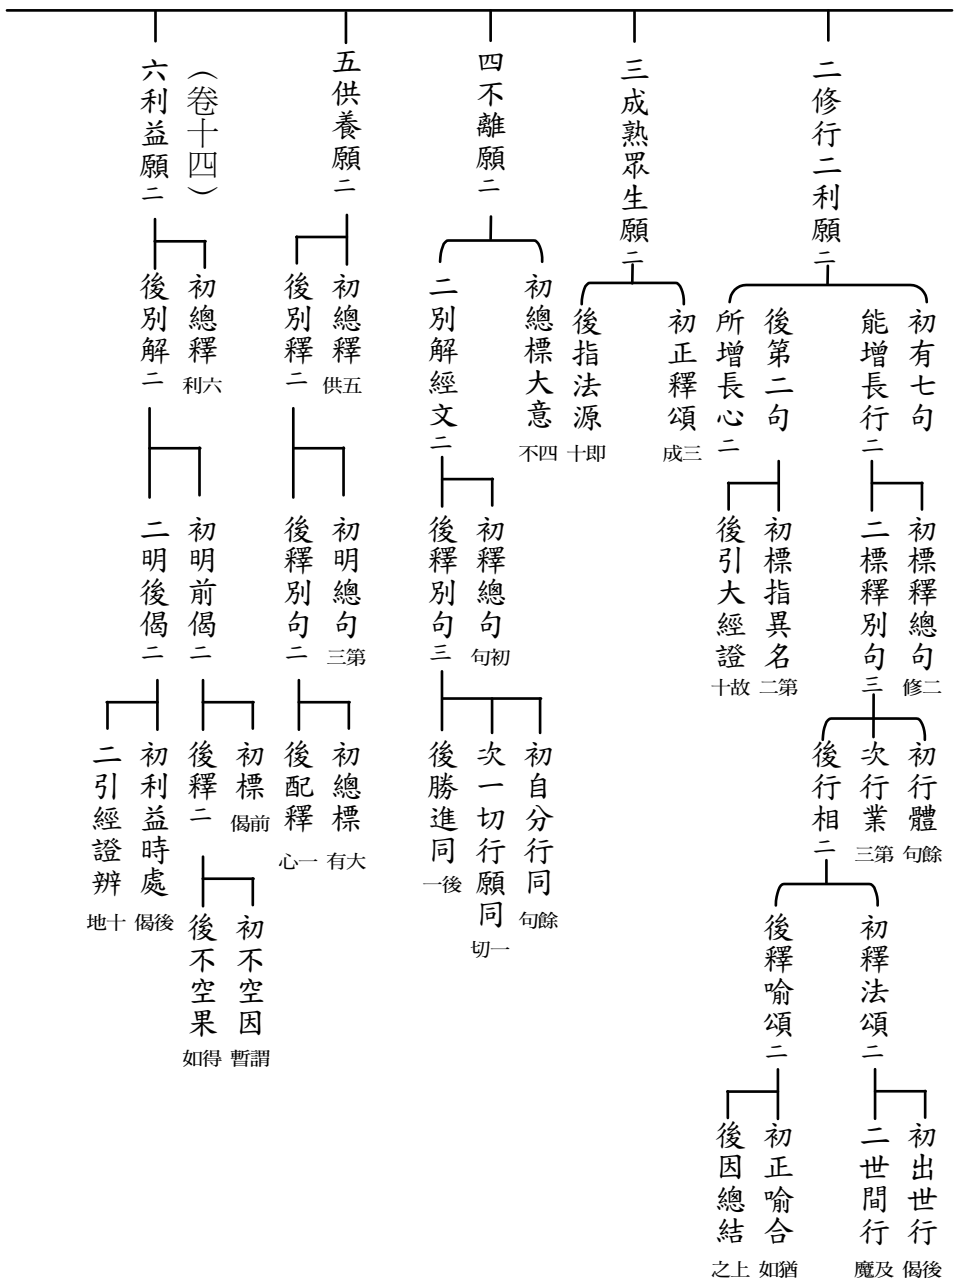 二修行二利願二
初有七句
能增長行二
初標釋總句
二修
二標釋別句三
初行體
餘句
次行業
第三
後行相二
初釋法頌二
初出世行
後偈
二世間行
及魔
後釋喻頌二
初正喻合
猶如
後因總結
上之
後第二句
所增長心二
初標指異名
第二
後引大經證
故十
三成熟眾生願二
初正釋頌
三成
後指法源
即十
四不離願二
初總標大意
四不
二別解經文二
初釋總句
初句
後釋別句三
初自分行同
餘句
次一切行願同
一切
後勝進同
後一
五供養願二
初總釋
五供
後別釋二
初明總句
第三
後釋別句二
初總標
大有
後配釋
一心
（卷十四）
六利益願二
初總釋
六利
後別解二
初明前偈二
初標
前偈
後釋二
初不空因
謂暫
後不空果
得如
二明後偈二
初利益時處
後偈
二引經證辨
十地